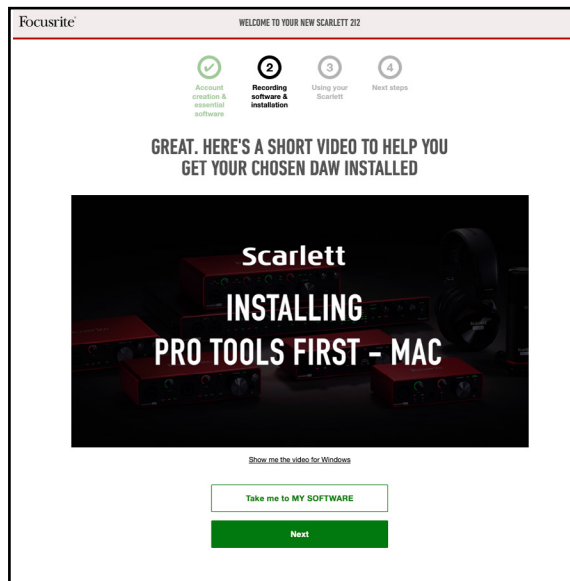 Focusrite®
WELCOME TO YOUR NEW SCARLETT 2I2
Account
creation &
essential
software
2
Recording
software &
installation
3
Using your
Scarlett
4
Next steps
GREAT. HERE'S A SHORT VIDEO TO HELP YOU
GET YOUR CHOSEN DAW INSTALLED
Scarlett
INSTALLING
PRO TOOLS FIRST – MAC
Show me the video for Windows
Take me to MY SOFTWARE
Next